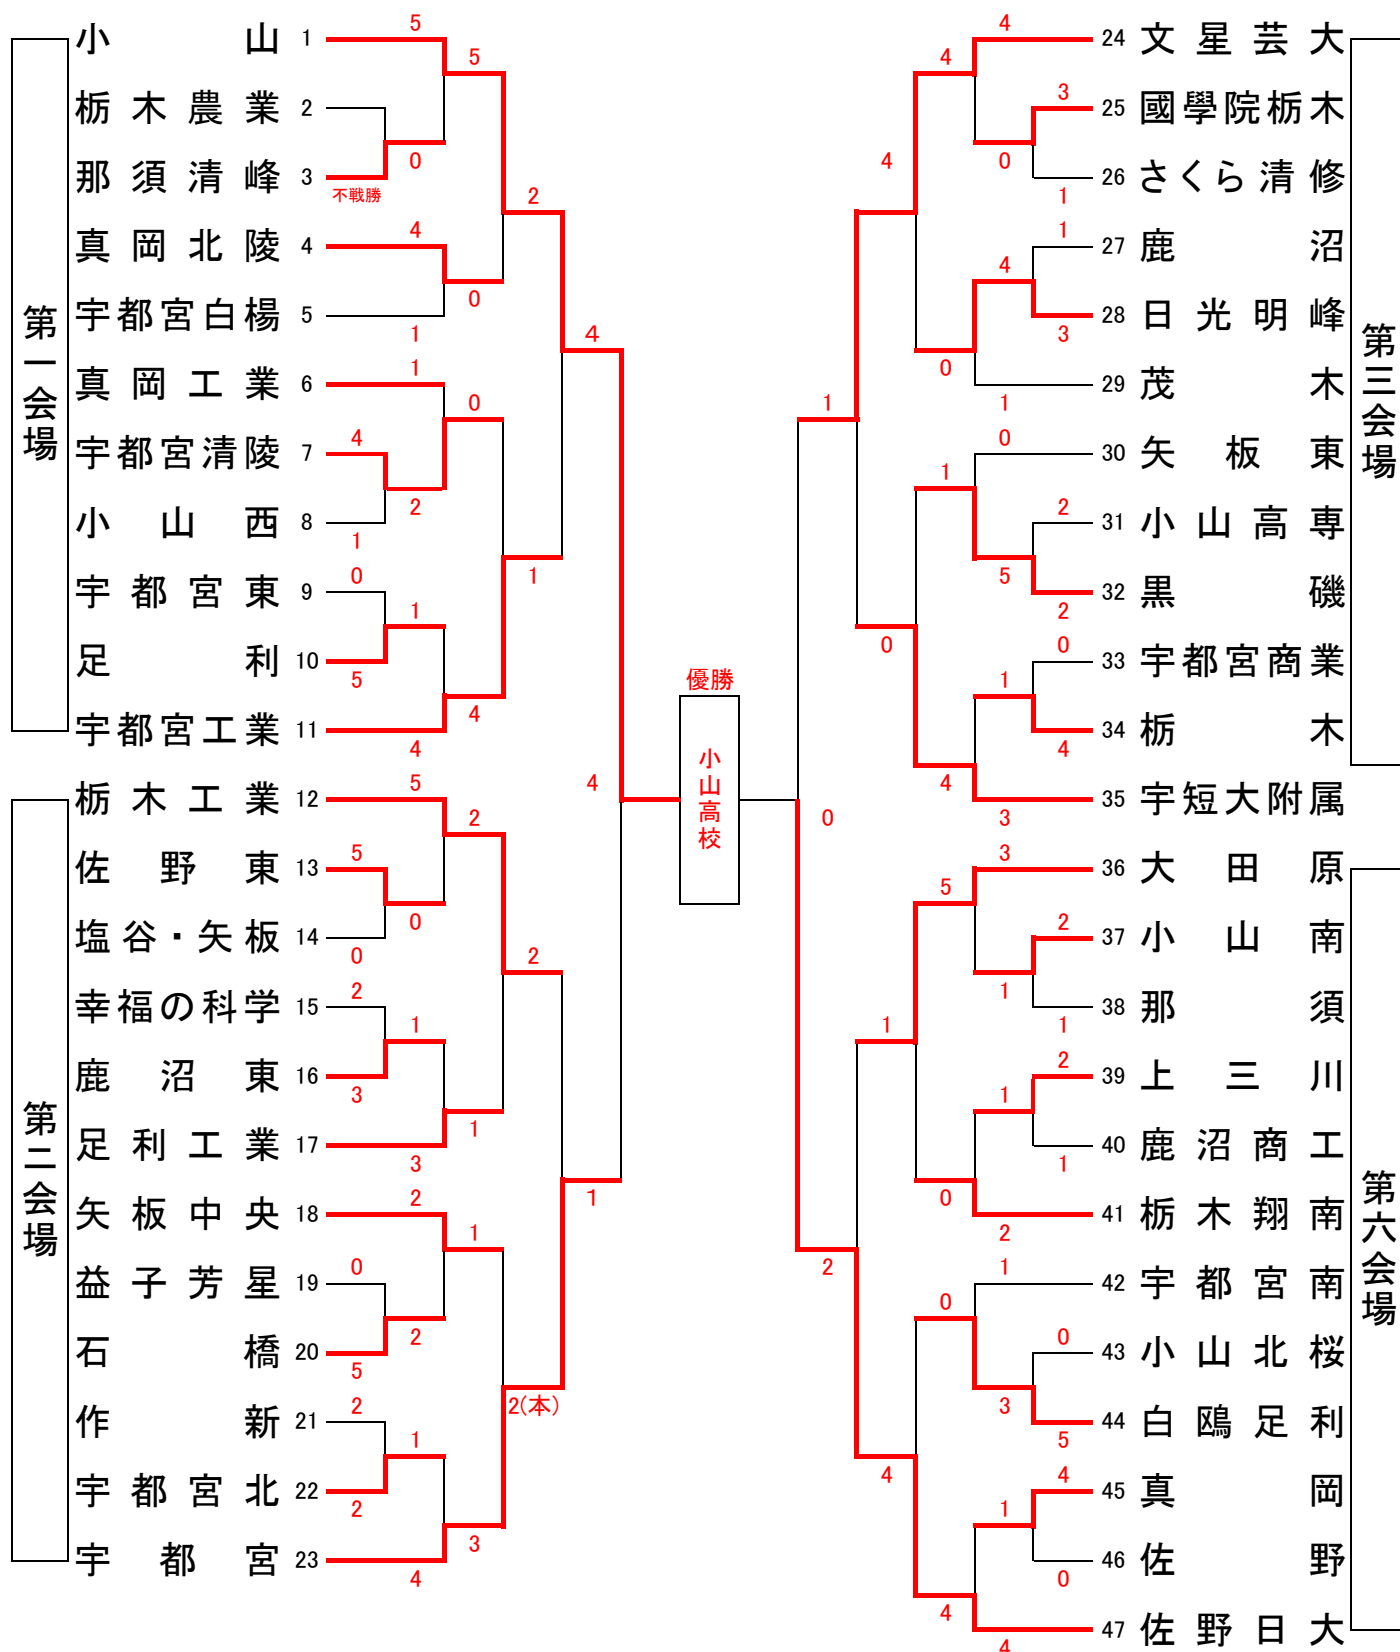 第一会場
小山 1
栃木農業 2
那須清峰 3
真岡北陵 4
宇都宮白楊 5
真岡工業 6
宇都宮清陵 7
小山西 8
宇都宮東 9
足利 10
宇都宮工業 11
第二会場
栃木工業 12
佐野東 13
塩谷・矢板 14
幸福の科学 15
鹿沼東 16
足利工業 17
矢板中央 18
益子芳星 19
石橋 20
作新 21
宇都宮北 22
宇都宮 23
5
不戦勝
4
1
1
4
1
0
5
4
5
5
0
2
3
3
2
0
5
2
2
4
5
0
0
0
2
1
4
2
0
1
1
1
2
1
3
2
1
2
2(本)
4
1
4
優勝
小山高校
0
1
2
4
0
1
4
4
0
1
4
5
0
0
4
4
0
4
1
0
5
1
3
3
1
1
2
1
3
1
4
3
1
1
3
2
2
0
4
2
1
2
1
0
5
4
0
第三会場
24 文星芸大
25 國學院栃木
26 さくら清修
27 鹿沼
28 日光明峰
29 茂木
30 矢板東
31 小山高専
32 黒磯
33 宇都宮商業
34 栃木
35 宇短大附属
第六会場
36 大田原
37 小山南
38 那須
39 上三川
40 鹿沼商工
41 栃木翔南
42 宇都宮南
43 小山北桜
44 白鴎足利
45 真岡
46 佐野
47 佐野日大